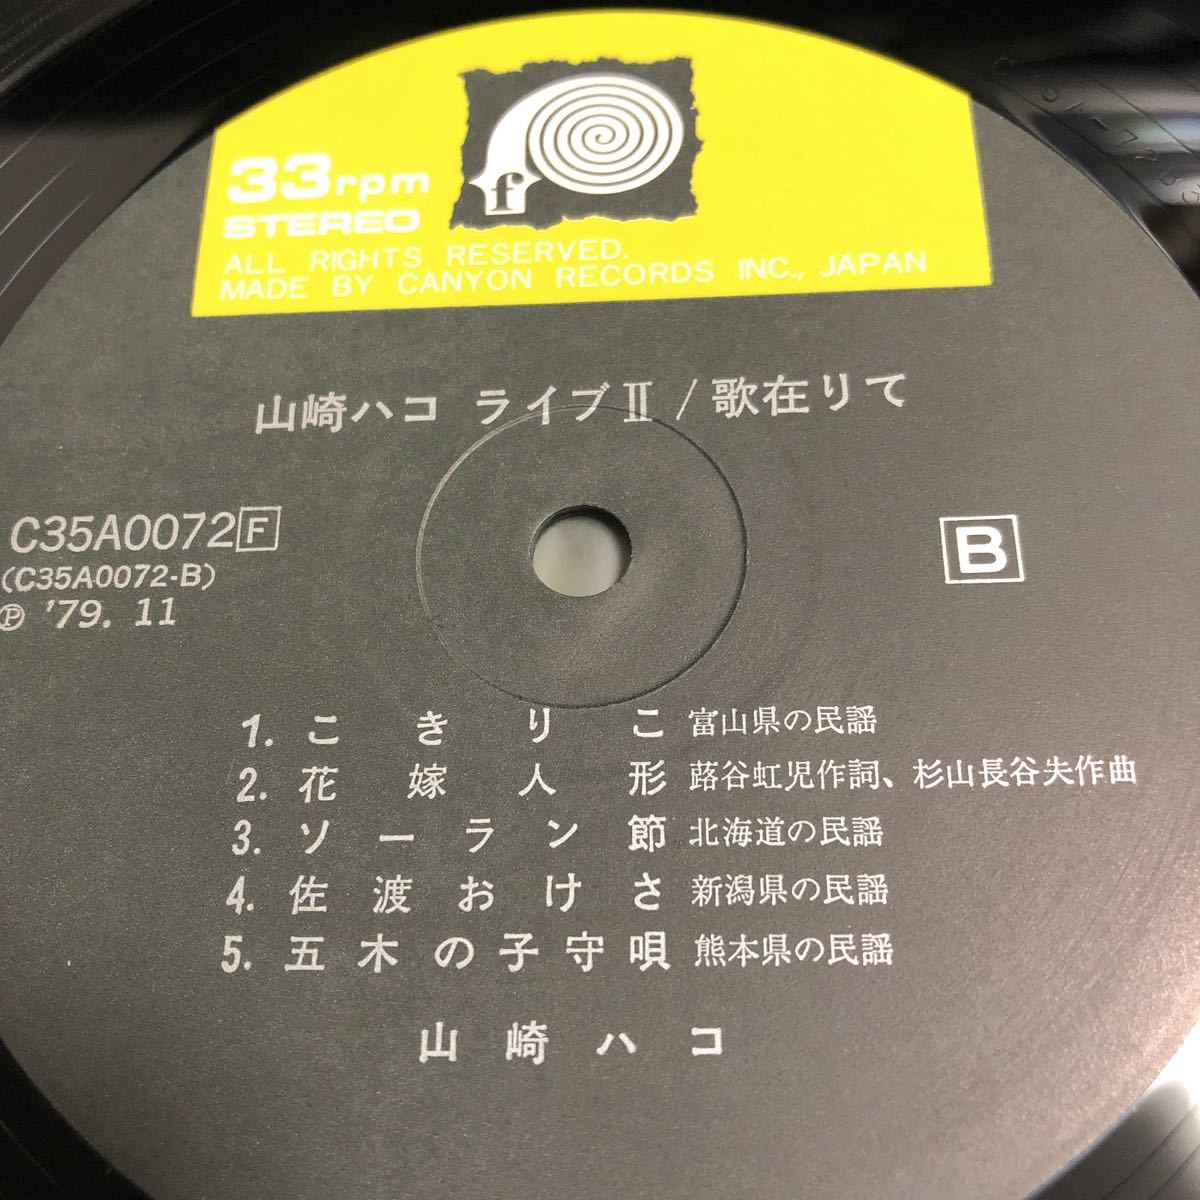 f
33rpm
STEREO
ALL RIGHTS RESERVED.
MADE BY CANYON RECORDS INC., JAPAN
山崎ハコ ライブⅡ/歌在りて
C35A0072 F
(C35A0072-B)
Ⓟ '79. 11
B
1. こきりこ 富山県の民謡
2. 花嫁人形 蕗谷虹児作詞、杉山長谷夫作曲
3. ソーラン節 北海道の民謡
4. 佐渡おけさ 新潟県の民謡
5. 五木の子守唄 熊本県の民謡
山崎ハコ